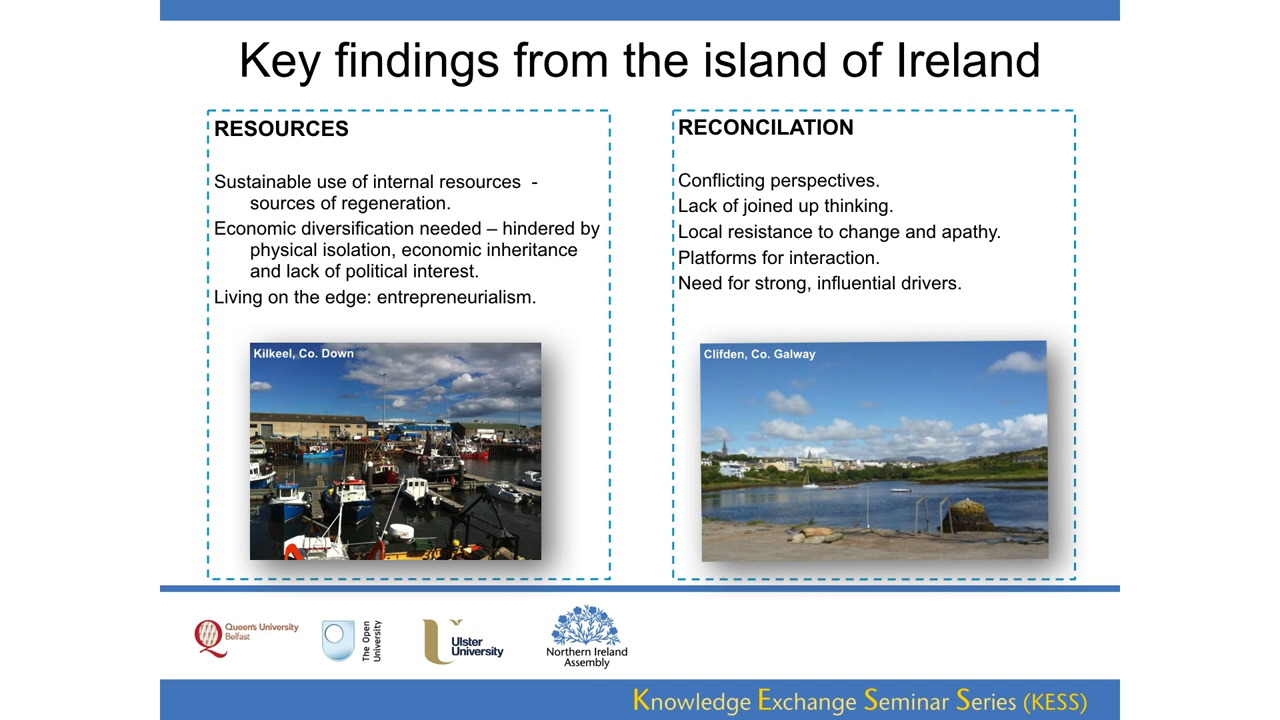 Key findings from the island of Ireland
RESOURCES
Sustainable use of internal resources -
sources of regeneration.
Economic diversification needed – hindered by
physical isolation, economic inheritance
and lack of political interest.
Living on the edge: entrepreneurialism.
Kilkeel, Co. Down
RECONCILATION
Conflicting perspectives.
Lack of joined up thinking.
Local resistance to change and apathy.
Platforms for interaction.
Need for strong, influential drivers.
Clifden, Co. Galway
Queen's University
Belfast
The Open
University
Ulster
University
Northern Ireland
Assembly
Knowledge Exchange Seminar Series (KESS)